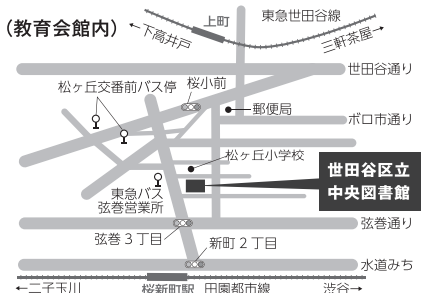 (教育会館内)
上町
東急世田谷線
←下高井戸
三軒茶屋→
世田谷通り
松ヶ丘交番前バス停
桜小前
郵便局
ボロ市通り
松ヶ丘小学校
世田谷区立
中央図書館
東急バス
弦巻営業所
弦巻通り
弦巻3丁目
新町2丁目
水道みち
←二子玉川
桜新町駅
田園都市線
渋谷→